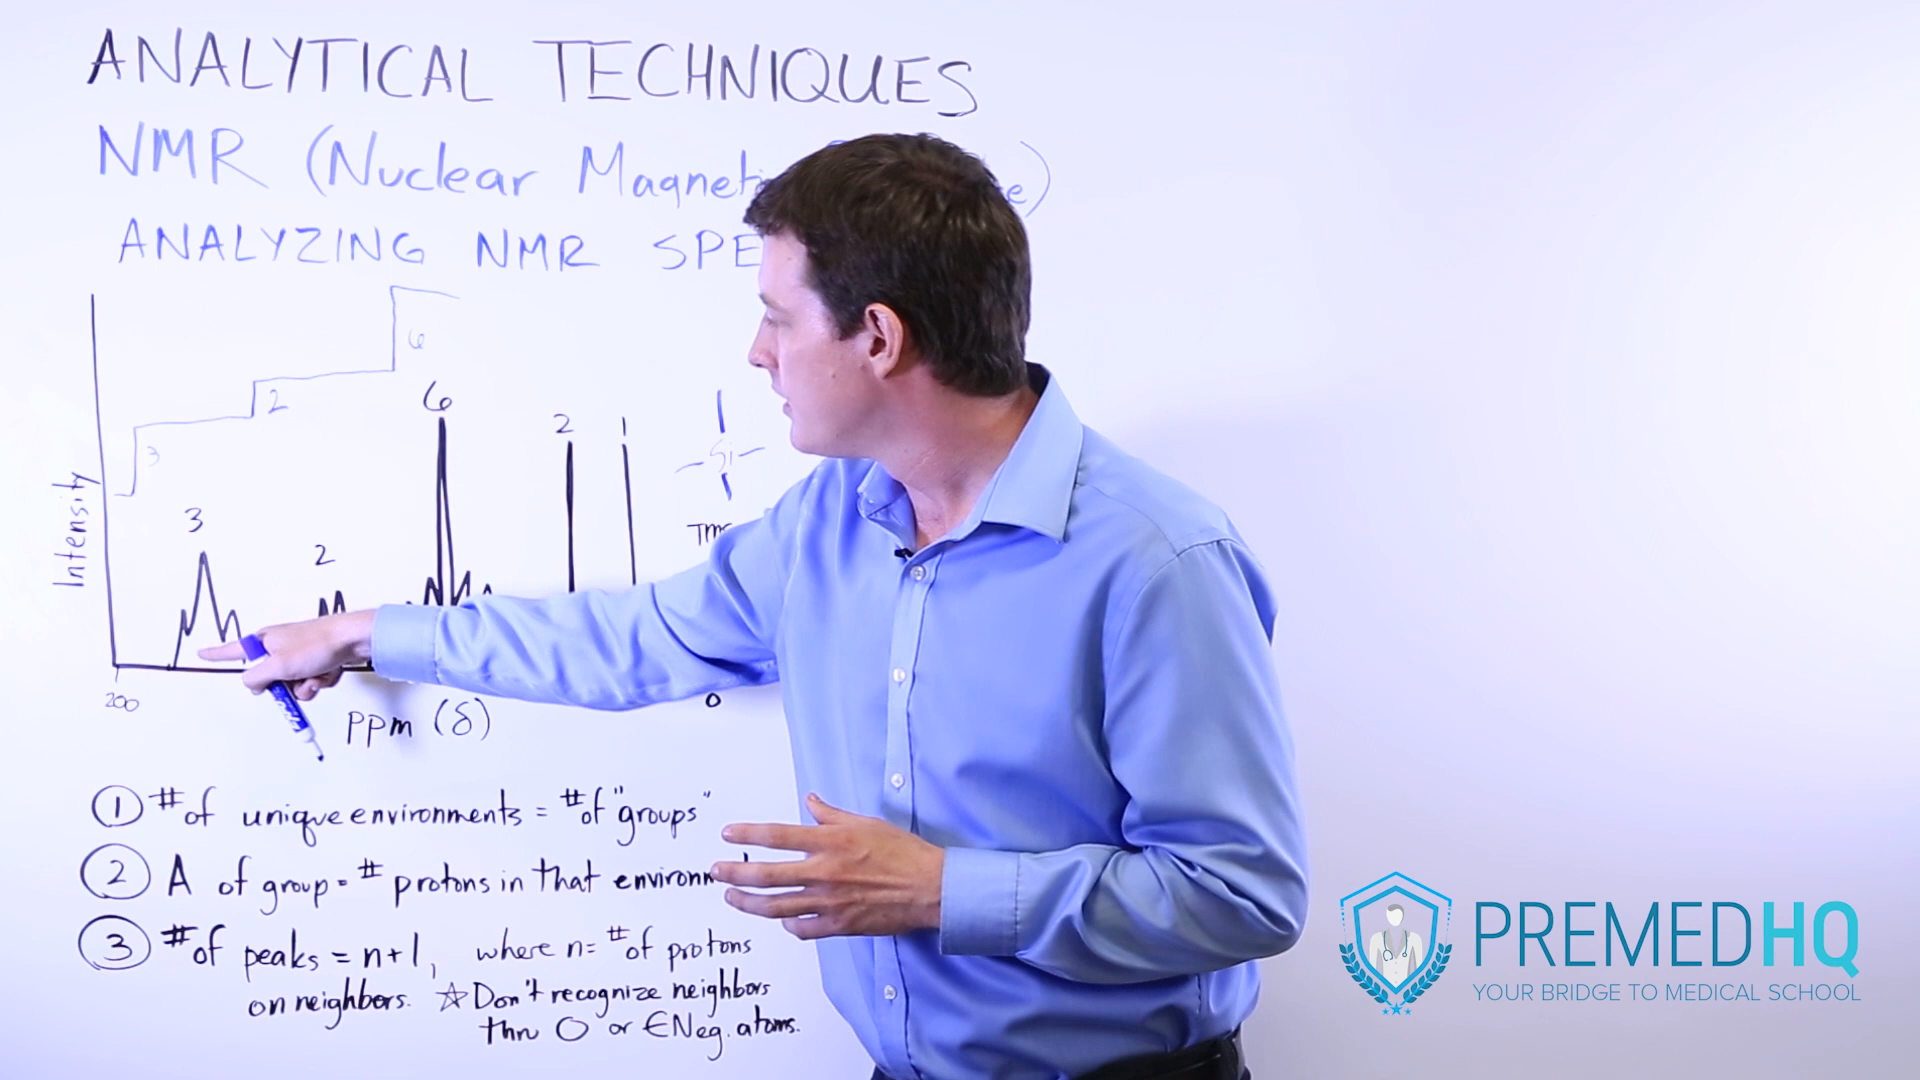 ANALYTICAL TECHNIQUES
NMR (Nuclear Magneti e)
ANALYZING NMR SPE
6
2
3
6
2
1
3
2
Si
TM
Intensity
200
0
ppm (δ)
① # of unique environments = # of "groups"
② A of group = # protons in that environm
③ # of peaks = n+1, where n = # of protons
on neighbors. ☆ Don't recognize neighbors
thru O or ENeg. atoms.
PREMEDHQ
YOUR BRIDGE TO MEDICAL SCHOOL